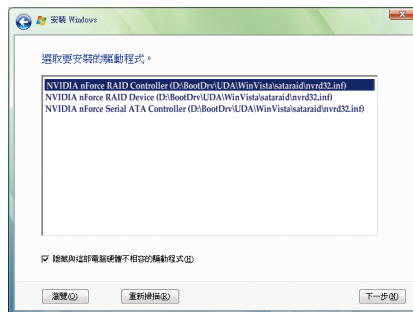 安裝 Windows
選取要安裝的驅動程式。
NVIDIA nForce RAID Controller (D:\BootDrv\UDA\WinVista\sataraid\nvrd32.inf)
NVIDIA nForce RAID Device (D:\BootDrv\UDA\WinVista\sataraid\nvrd32.inf)
NVIDIA nForce Serial ATA Controller (D:\BootDrv\UDA\WinVista\sataraid\nvrd32.inf)
隱藏與這部電腦硬體不相容的驅動程式(H)
瀏覽(O) 重新掃描(R) 下一步(N)